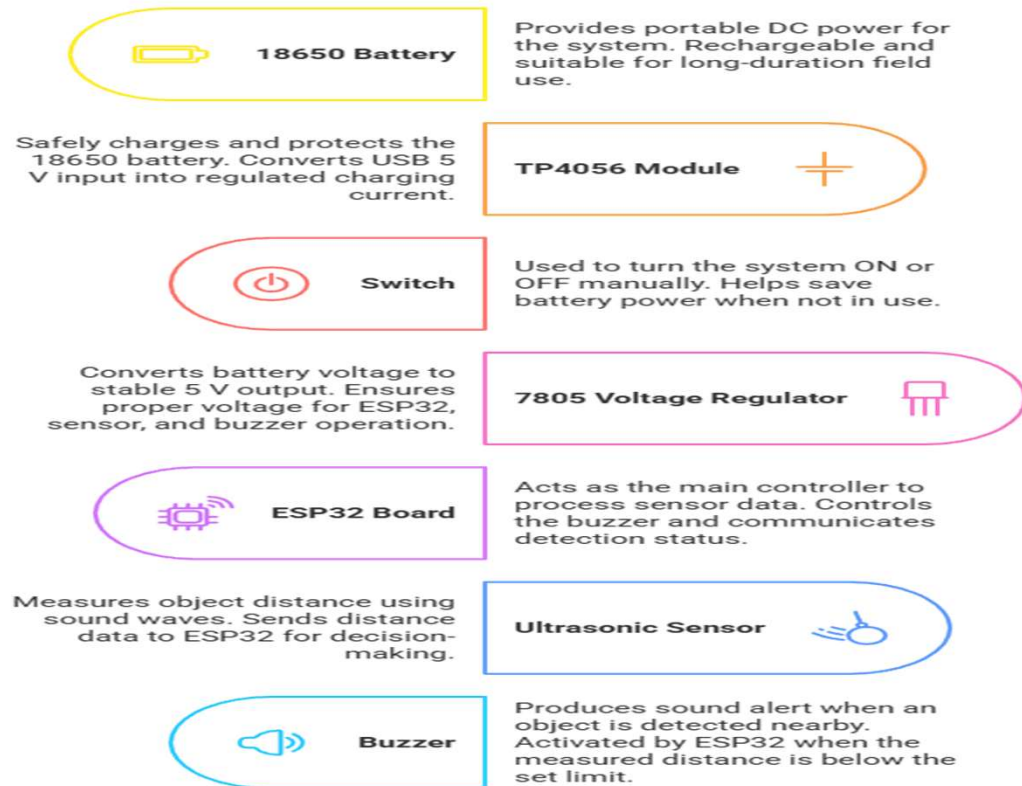 18650 Battery
Provides portable DC power for
the system. Rechargeable and
suitable for long-duration field
use.
Safely charges and protects the
18650 battery. Converts USB 5
V input into regulated charging
current.
TP4056 Module
Switch
Used to turn the system ON or
OFF manually. Helps save
battery power when not in use.
Converts battery voltage to
stable 5 V output. Ensures
proper voltage for ESP32,
sensor, and buzzer operation.
7805 Voltage Regulator
ESP32 Board
Acts as the main controller to
process sensor data. Controls
the buzzer and communicates
detection status.
Measures object distance using
sound waves. Sends distance
data to ESP32 for decision-
making.
Ultrasonic Sensor
Buzzer
Produces sound alert when an
object is detected nearby.
Activated by ESP32 when the
measured distance is below the
set limit.